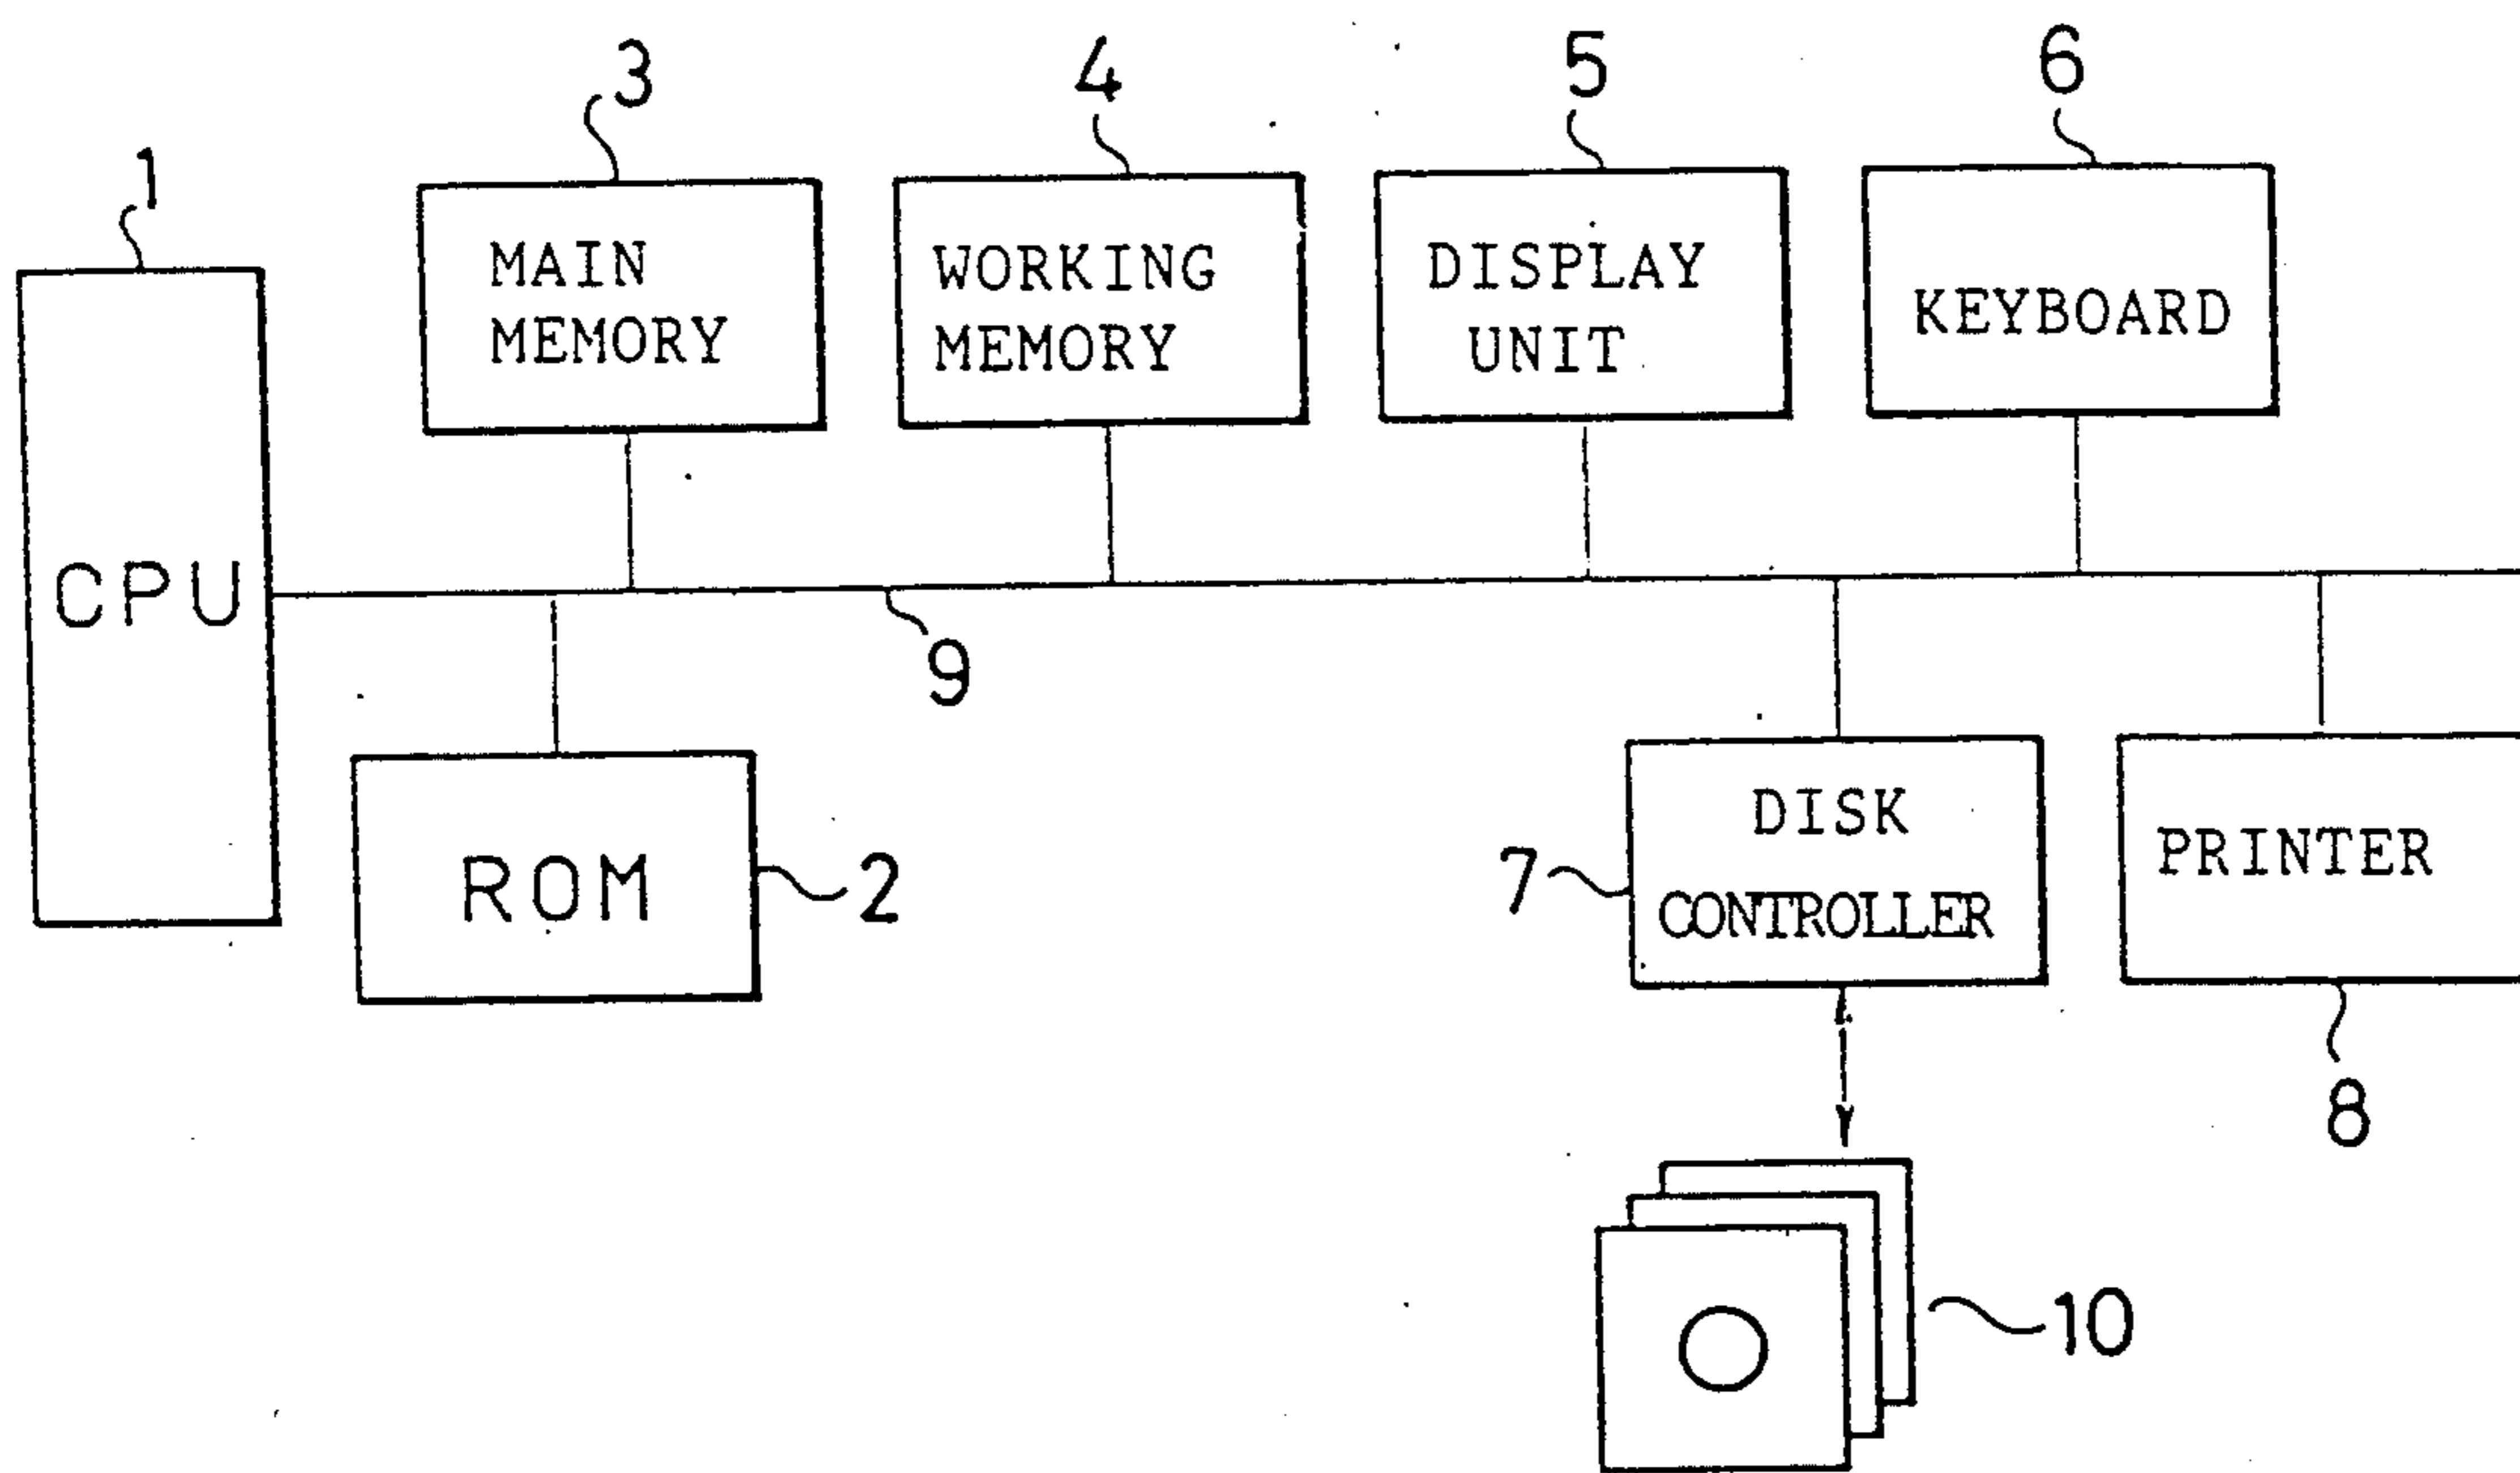 3
4
5
6
1
MAIN
MEMORY
WORKING
MEMORY
DISPLAY
UNIT
KEYBOARD
CPU
9
ROM
2
7
DISK
CONTROLLER
PRINTER
8
10